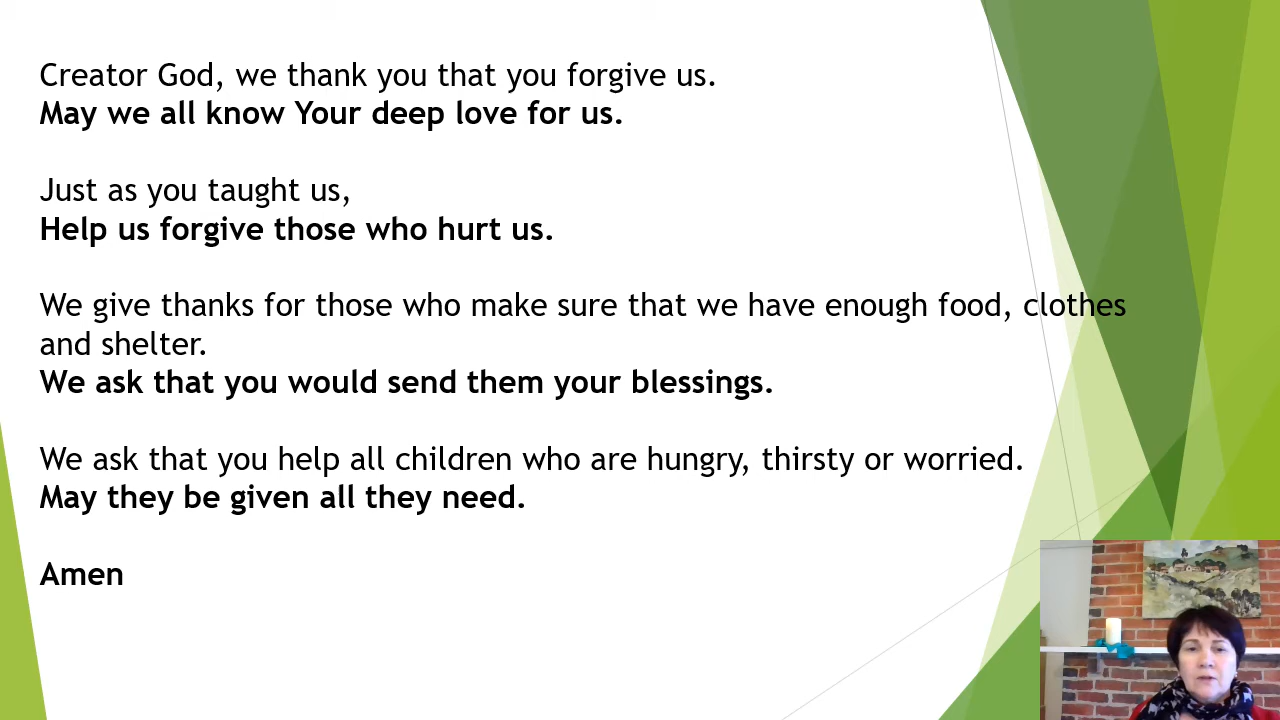 Creator God, we thank you that you forgive us.
May we all know Your deep love for us.
Just as you taught us,
Help us forgive those who hurt us.
We give thanks for those who make sure that we have enough food, clothes
and shelter.
We ask that you would send them your blessings.
We ask that you help all children who are hungry, thirsty or worried.
May they be given all they need.
Amen